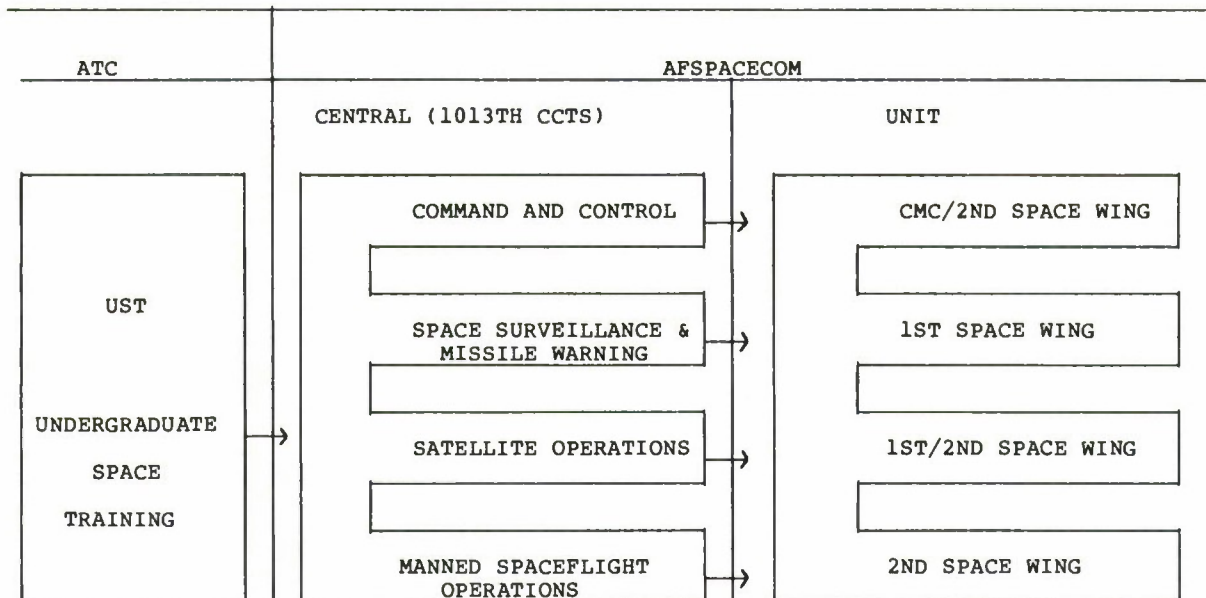 ATC
AFSPACECOM
CENTRAL (1013TH CCTS)
UNIT
UST
UNDERGRADUATE
SPACE
TRAINING
COMMAND AND CONTROL
SPACE SURVEILLANCE &
MISSILE WARNING
SATELLITE OPERATIONS
MANNED SPACEFLIGHT
OPERATIONS
CMC/2ND SPACE WING
1ST SPACE WING
1ST/2ND SPACE WING
2ND SPACE WING